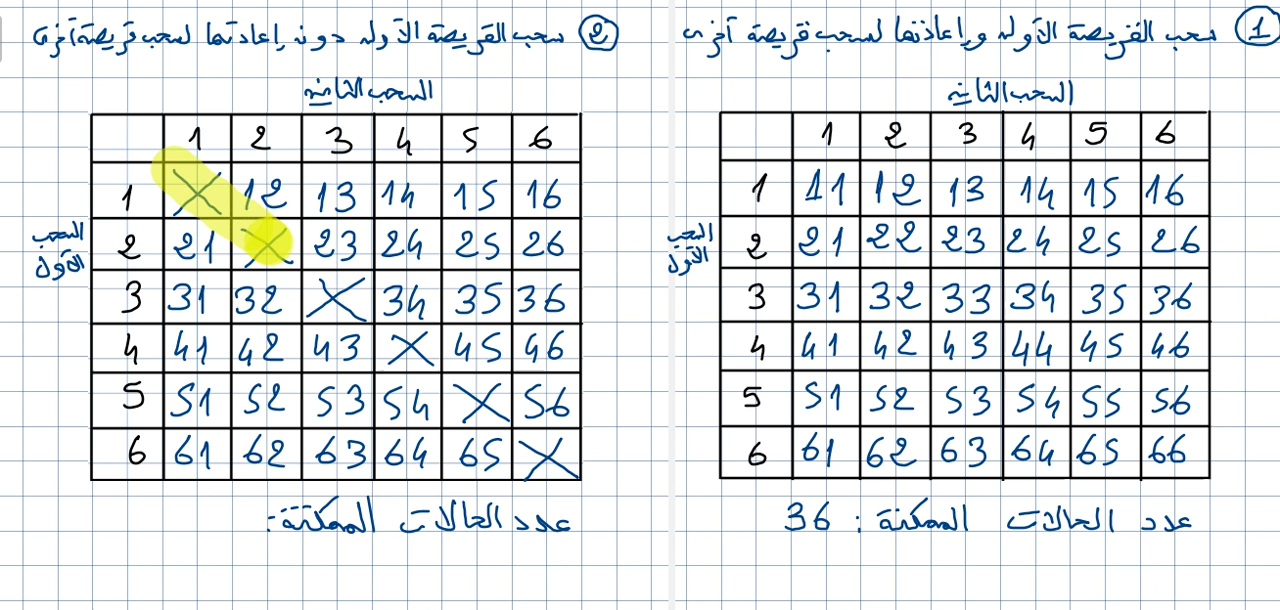 ① سحب القريصة الأولى وإعادتها لسحب قريصة أخرى
السحب الثانية
1 2 3 4 5 6
السحب الأول
1 11 12 13 14 15 16
2 21 22 23 24 25 26
3 31 32 33 34 35 36
4 41 42 43 44 45 46
5 51 52 53 54 55 56
6 61 62 63 64 65 66
عدد الحالات الممكنة : 36
② سحب القريصة الأولى دون إعادتها لسحب قريصة أخرى
السحب الثانية
1 2 3 4 5 6
السحب الأول
1 X 12 13 14 15 16
2 21 X 23 24 25 26
3 31 32 X 34 35 36
4 41 42 43 X 45 46
5 51 52 53 54 X 56
6 61 62 63 64 65 X
عدد الحالات الممكنة :